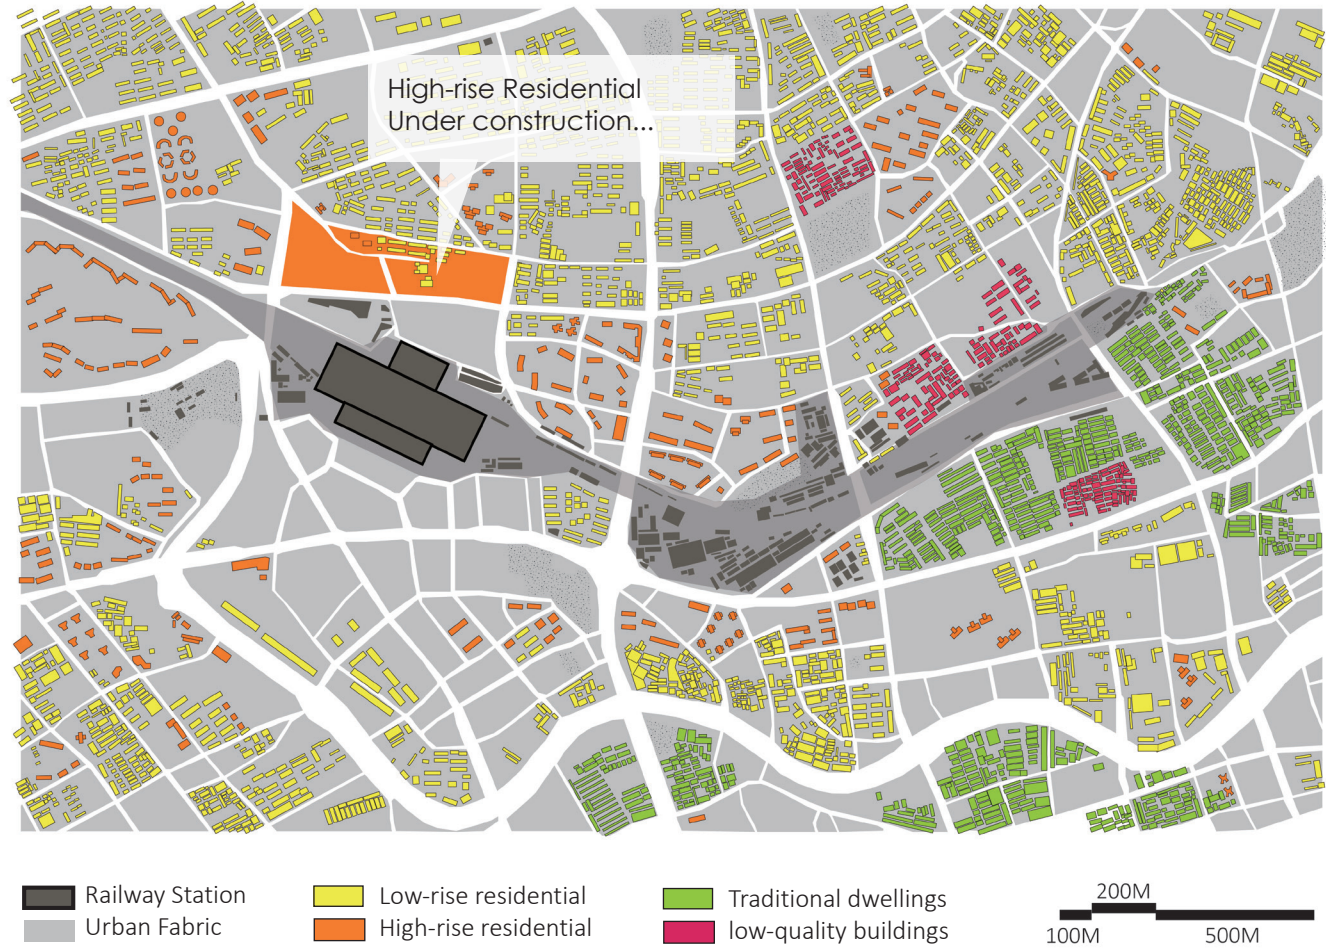 High-rise Residential
Under construction...
Railway Station
Urban Fabric
Low-rise residential
High-rise residential
Traditional dwellings
low-quality buildings
200M
100M
500M